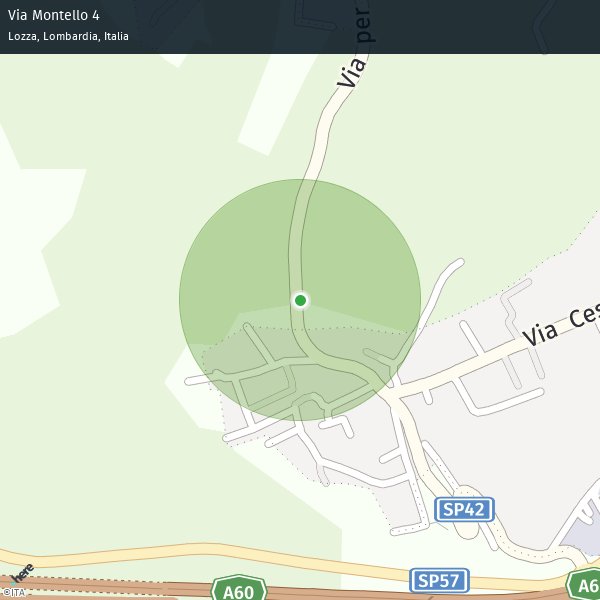 Via Montello 4
Lozza, Lombardia, Italia
Via per
Via Ces
SP42
SP57
A60
A6
here
©ITA